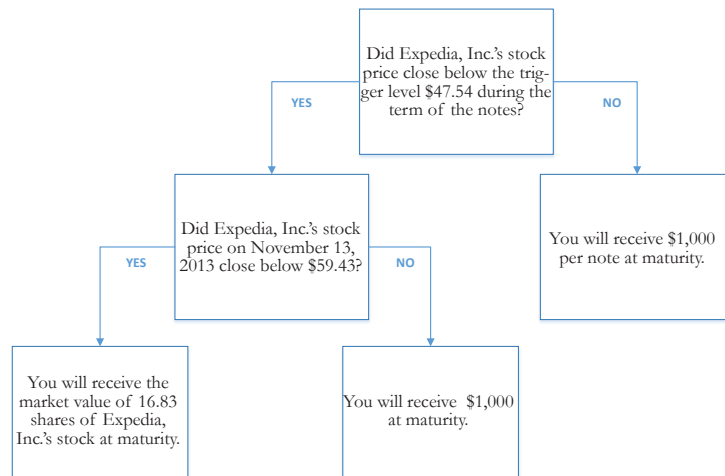 Did Expedia, Inc.'s stock
price close below the trig-
ger level $47.54 during the
term of the notes?
YES
NO
Did Expedia, Inc.'s stock
price on November 13,
2013 close below $59.43?
You will receive $1,000
per note at maturity.
YES
NO
You will receive the
market value of 16.83
shares of Expedia,
Inc.'s stock at maturity.
You will receive $1,000
at maturity.